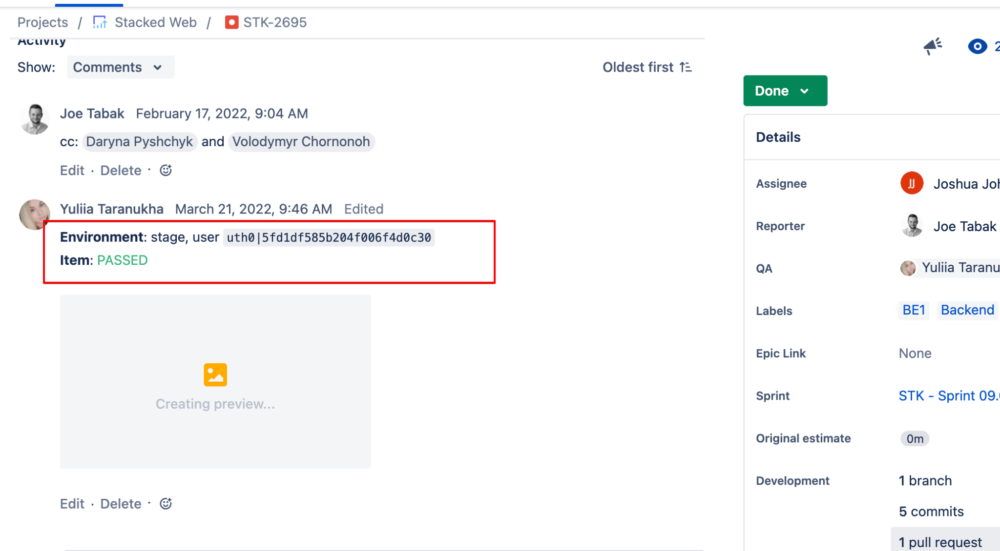 Projects / Stacked Web / STK-2695
Activity
Show: Comments
Oldest first
Joe Tabak February 17, 2022, 9:04 AM
cc: Daryna Pyshchyk and Volodymyr Chornonoh
Edit · Delete ·
Yuliia Taranukha March 21, 2022, 9:46 AM Edited
Environment: stage, user uth0|5fd1df585b204f006f4d0c30
Item: PASSED
Creating preview...
Edit · Delete ·
2
Done
Details
Assignee JJ Joshua Joh
Reporter Joe Tabak
QA Yuliia Taranu
Labels BE1 Backend
Epic Link None
Sprint STK - Sprint 09.
Original estimate 0m
Development 1 branch
5 commits
1 pull request